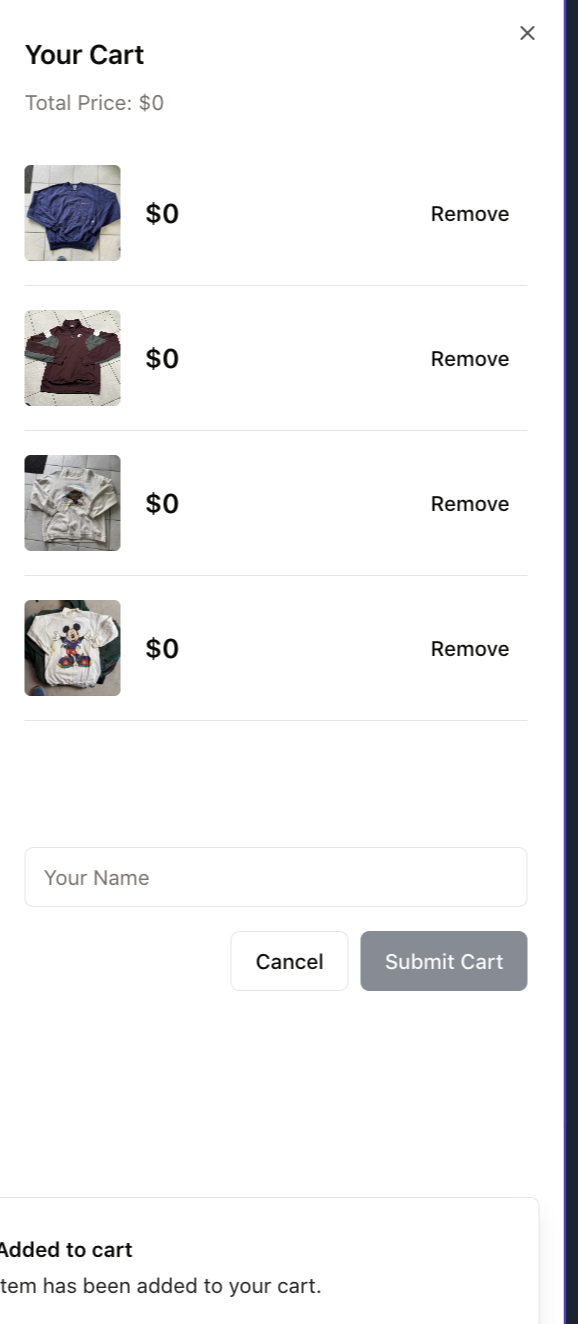 Your Cart
Total Price: $0
$0 Remove
$0 Remove
$0 Remove
$0 Remove
Your Name
Cancel Submit Cart
Added to cart
tem has been added to your cart.